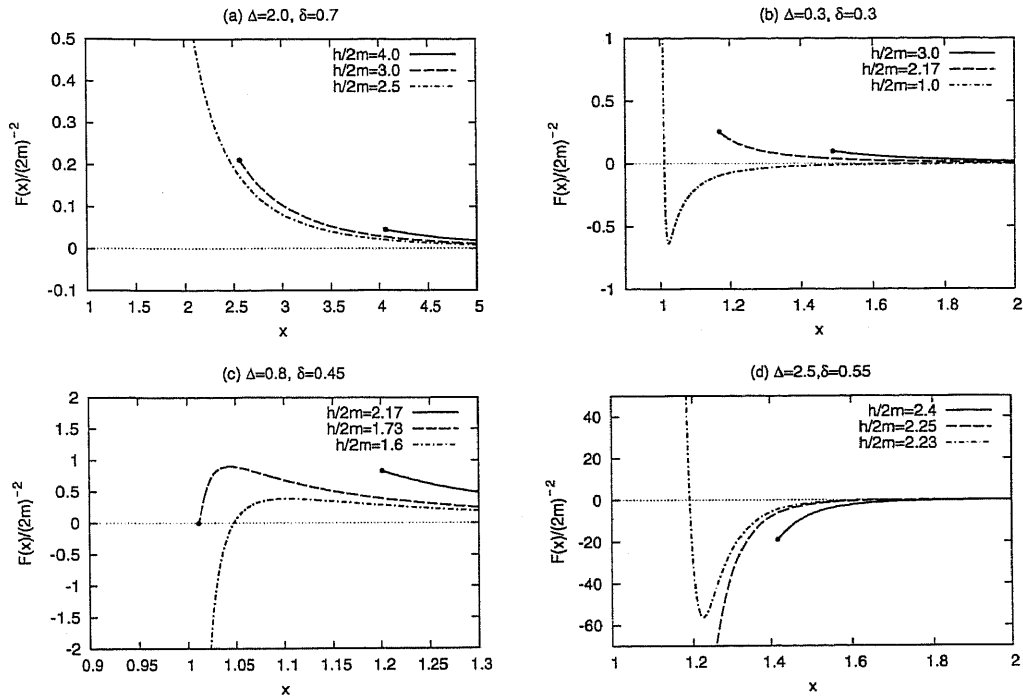 (a) Δ=2.0, δ=0.7
h/2m=4.0
h/2m=3.0
h/2m=2.5
F(x)/(2m)⁻²
0.5
0.4
0.3
0.2
0.1
0
-0.1
1 1.5 2 2.5 3 3.5 4 4.5 5
x
(b) Δ=0.3, δ=0.3
h/2m=3.0
h/2m=2.17
h/2m=1.0
F(x)/(2m)⁻²
1
0.5
0
-0.5
-1
1 1.2 1.4 1.6 1.8 2
x
(c) Δ=0.8, δ=0.45
h/2m=2.17
h/2m=1.73
h/2m=1.6
F(x)/(2m)⁻²
2
1.5
1
0.5
0
-0.5
-1
-1.5
-2
0.9 0.95 1 1.05 1.1 1.15 1.2 1.25 1.3
x
(d) Δ=2.5,δ=0.55
h/2m=2.4
h/2m=2.25
h/2m=2.23
F(x)/(2m)⁻²
40
20
0
-20
-40
-60
1 1.2 1.4 1.6 1.8 2
x